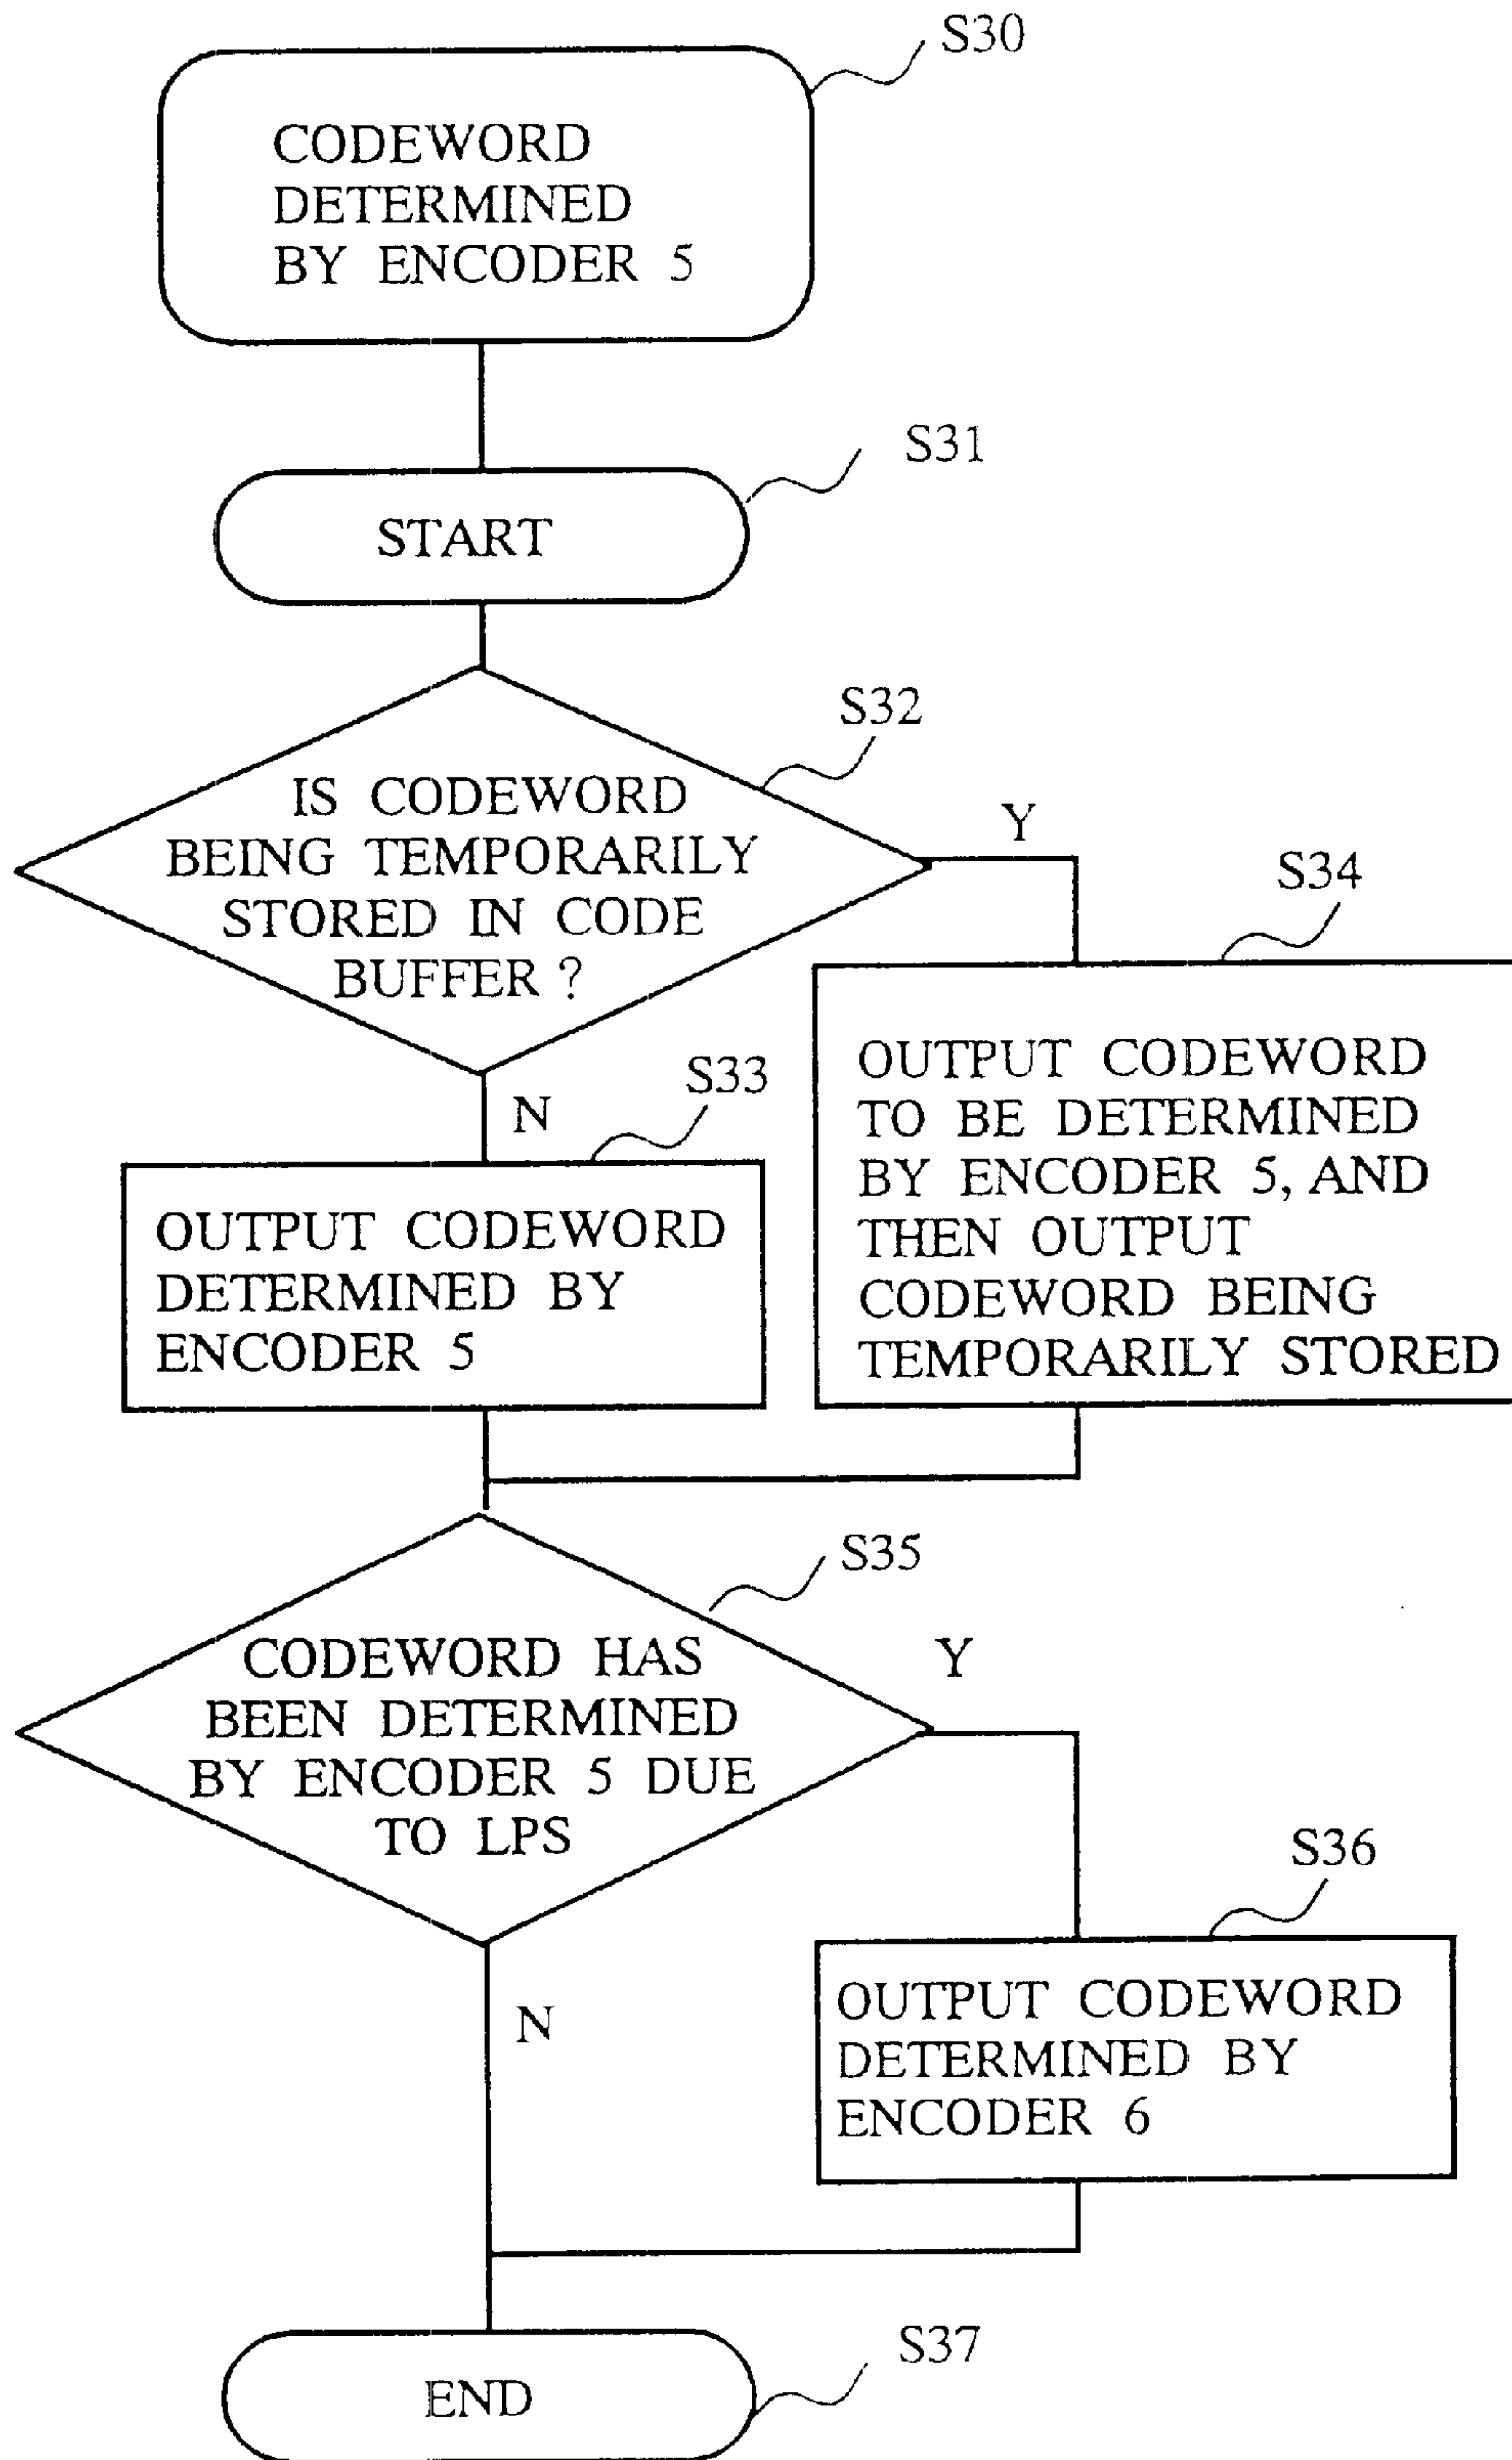 S30
CODEWORD
DETERMINED
BY ENCODER 5
S31
START
S32
IS CODEWORD
BEING TEMPORARILY
STORED IN CODE
BUFFER ?
Y
N
S33
OUTPUT CODEWORD
DETERMINED BY
ENCODER 5
S34
OUTPUT CODEWORD
TO BE DETERMINED
BY ENCODER 5, AND
THEN OUTPUT
CODEWORD BEING
TEMPORARILY STORED
S35
CODEWORD HAS
BEEN DETERMINED
BY ENCODER 5 DUE
TO LPS
Y
N
S36
OUTPUT CODEWORD
DETERMINED BY
ENCODER 6
S37
END